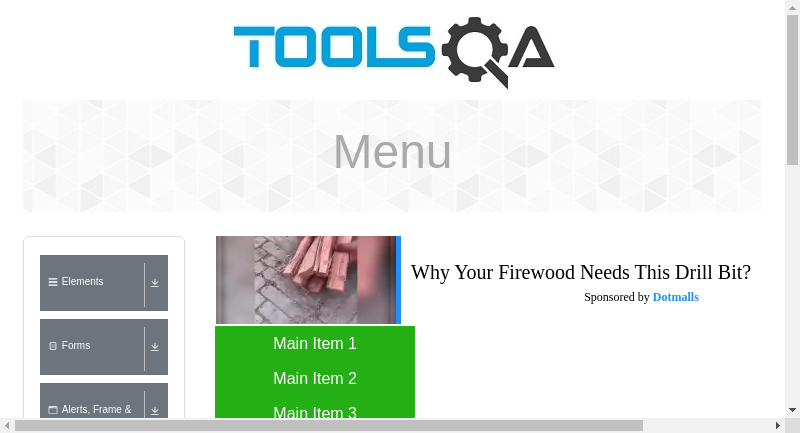 TOOLSQA
Menu
Elements
Forms
Alerts, Frame &
Why Your Firewood Needs This Drill Bit?
Sponsored by Dotmalls
Main Item 1
Main Item 2
Main Item 3